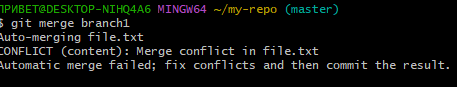 ПРИВЕТ@DESKTOP-NIHQ4A6 MINGW64 ~/my-repo (master)
$ git merge branch1
Auto-merging file.txt
CONFLICT (content): Merge conflict in file.txt
Automatic merge failed; fix conflicts and then commit the result.